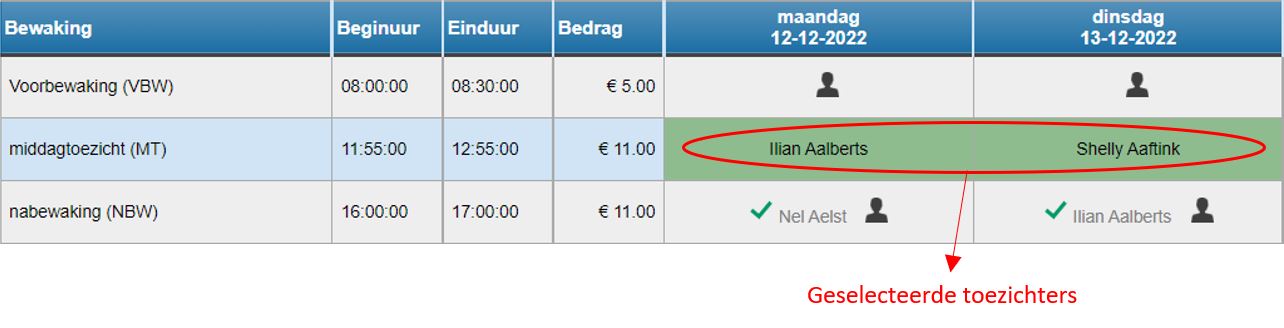 Bewaking Beginuur Einduur Bedrag maandag dinsdag
12-12-2022 13-12-2022
Voorbewaking (VBW) 08:00:00 08:30:00 € 5.00
middagtoezicht (MT) 11:55:00 12:55:00 € 11.00 Ilian Aalberts Shelly Aaftink
nabewaking (NBW) 16:00:00 17:00:00 € 11.00 Nel Aelst Ilian Aalberts
Geselecteerde toezichters